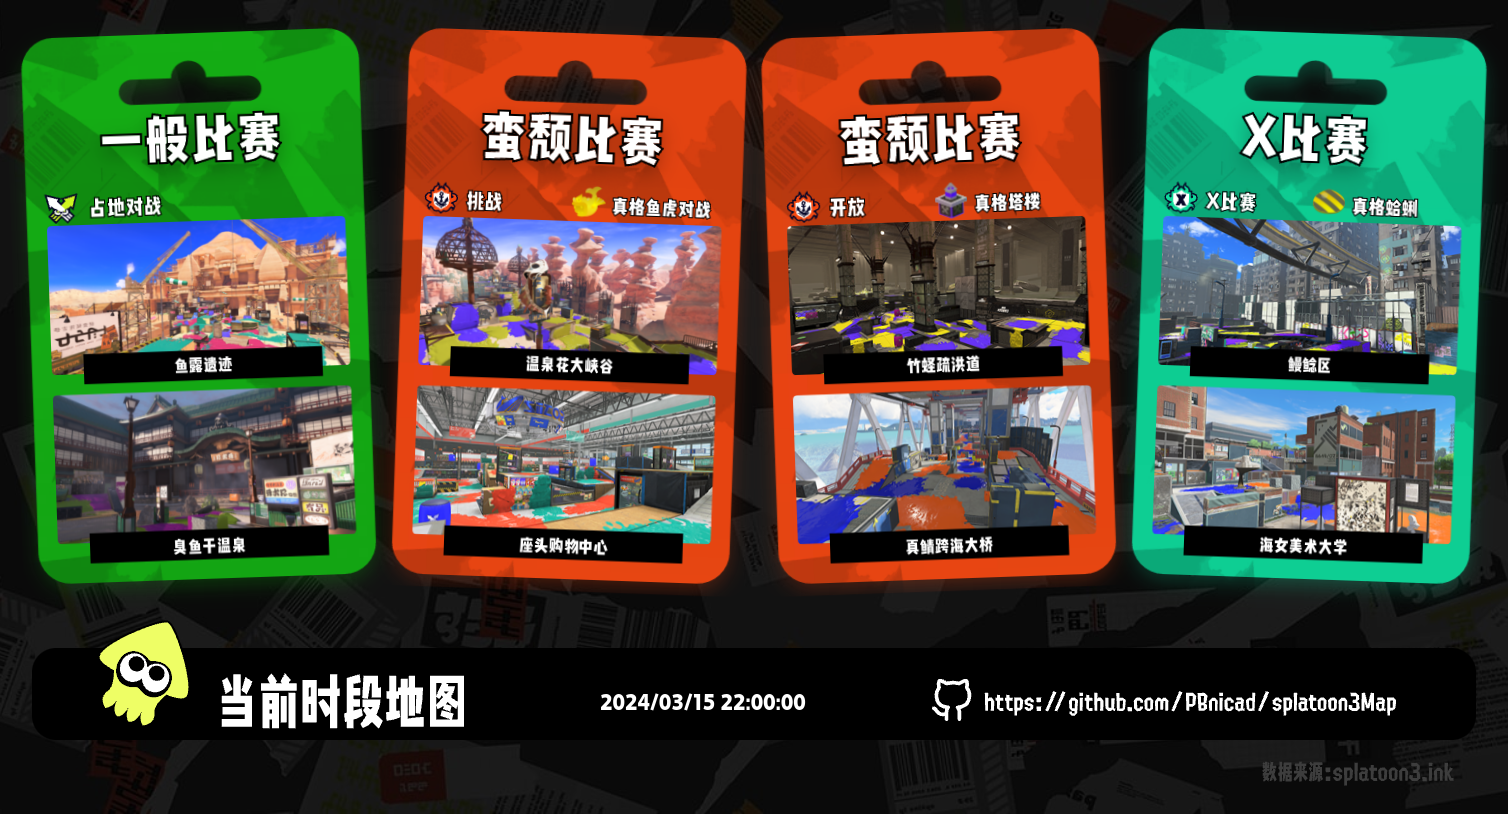 一般比赛
占地对战
鱼露遗迹
臭鱼干温泉
蛮颓比赛
挑战
真格鱼虎对战
温泉花大峡谷
座头购物中心
蛮颓比赛
开放
真格塔楼
竹蛏疏洪道
真鲭跨海大桥
X比赛
X比赛
真格蛤蜊
鳗鲶区
海女美术大学
当前时段地图
2024/03/15 22:00:00
https://github.com/PBnicad/splatoon3Map
数据来源:splatoon3.ink